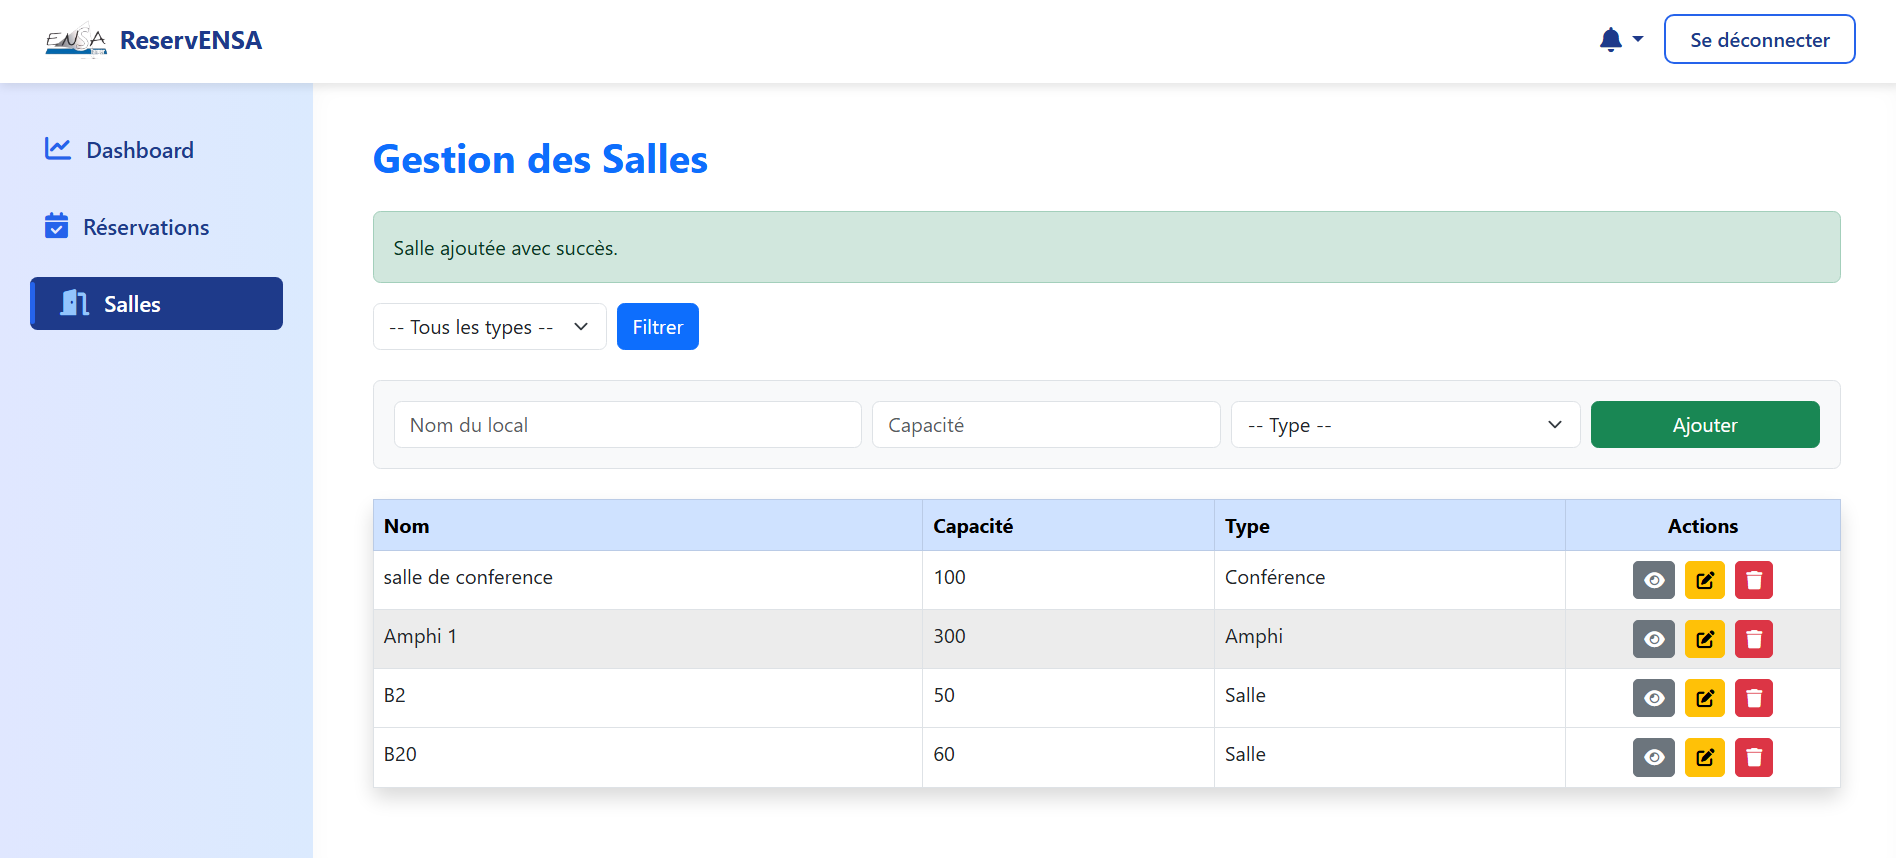 ENSA ReservENSA
Se déconnecter
Dashboard
Réservations
Salles
Gestion des Salles
Salle ajoutée avec succès.
-- Tous les types -- Filtrer
Nom du local Capacité -- Type -- Ajouter
Nom Capacité Type Actions
salle de conference 100 Conférence
Amphi 1 300 Amphi
B2 50 Salle
B20 60 Salle